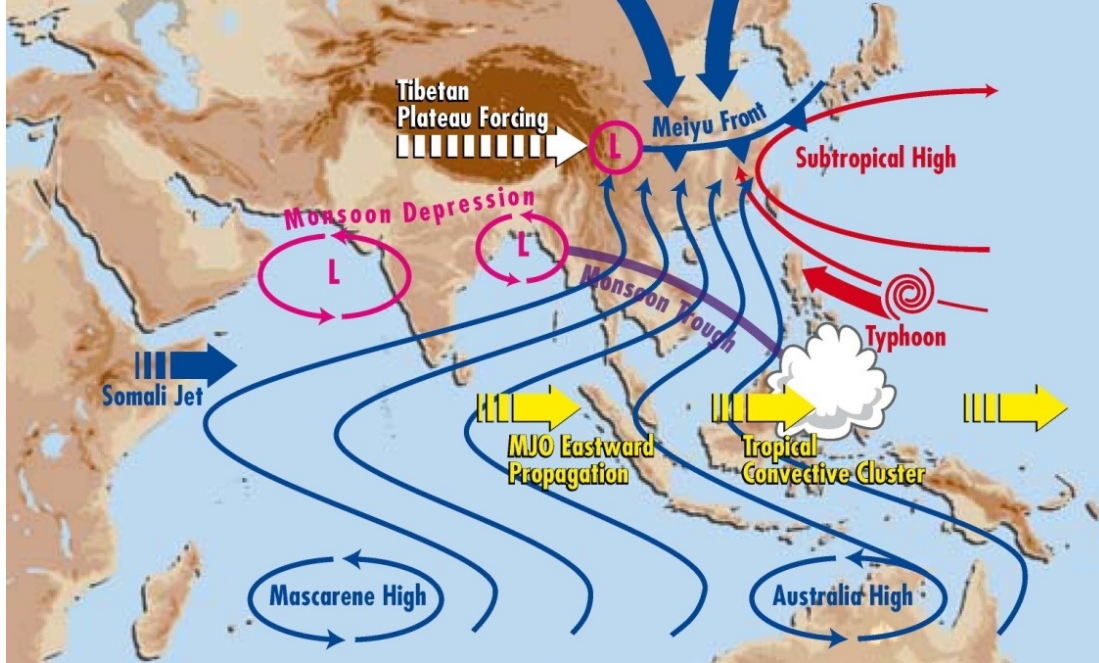 Tibetan
Plateau Forcing
L
Meiyu Front
Subtropical High
Monsoon Depression
L
L
Monsoon Trough
Typhoon
Somali Jet
MJO Eastward
Propagation
Tropical
Convective Cluster
Mascarene High
Australia High